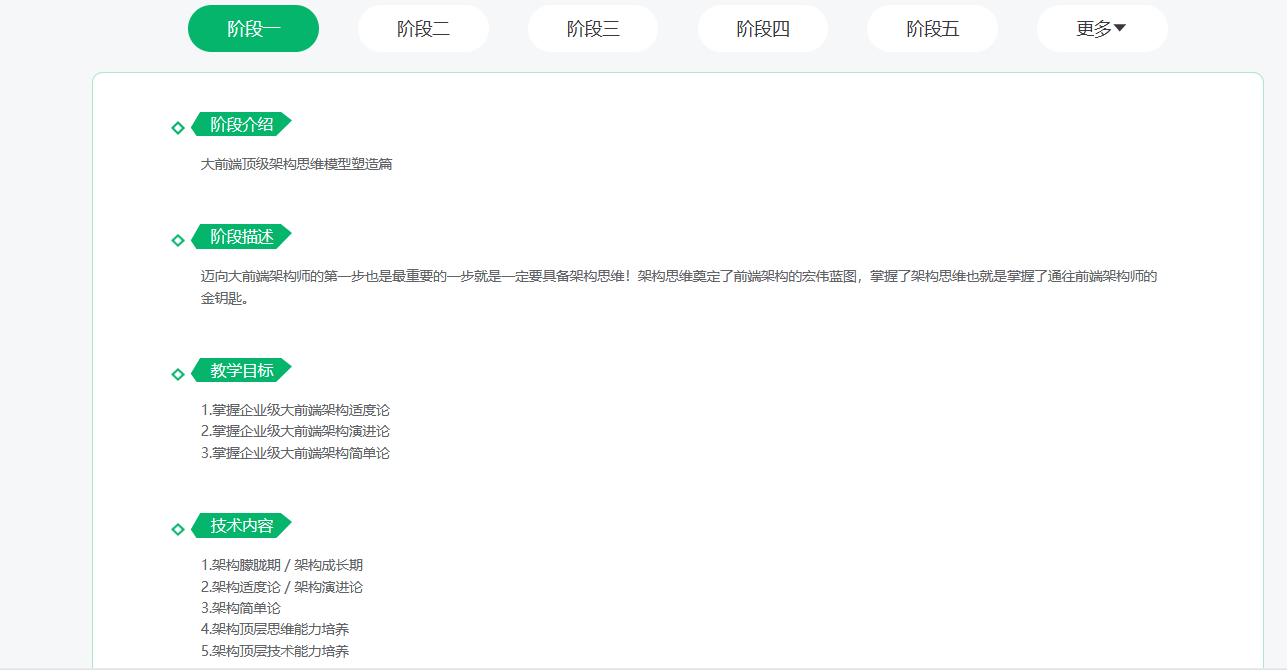 阶段一
阶段二
阶段三
阶段四
阶段五
更多
阶段介绍
大前端顶级架构思维模型塑造篇
阶段描述
迈向大前端架构师的第一步也是最重要的一步就是一定要具备架构思维！架构思维奠定了前端架构的宏伟蓝图，掌握了架构思维也就是掌握了通往前端架构师的
金钥匙。
教学目标
1.掌握企业级大前端架构适度论
2.掌握企业级大前端架构演进论
3.掌握企业级大前端架构简单论
技术内容
1.架构朦胧期 / 架构成长期
2.架构适度论 / 架构演进论
3.架构简单论
4.架构顶层思维能力培养
5.架构顶层技术能力培养